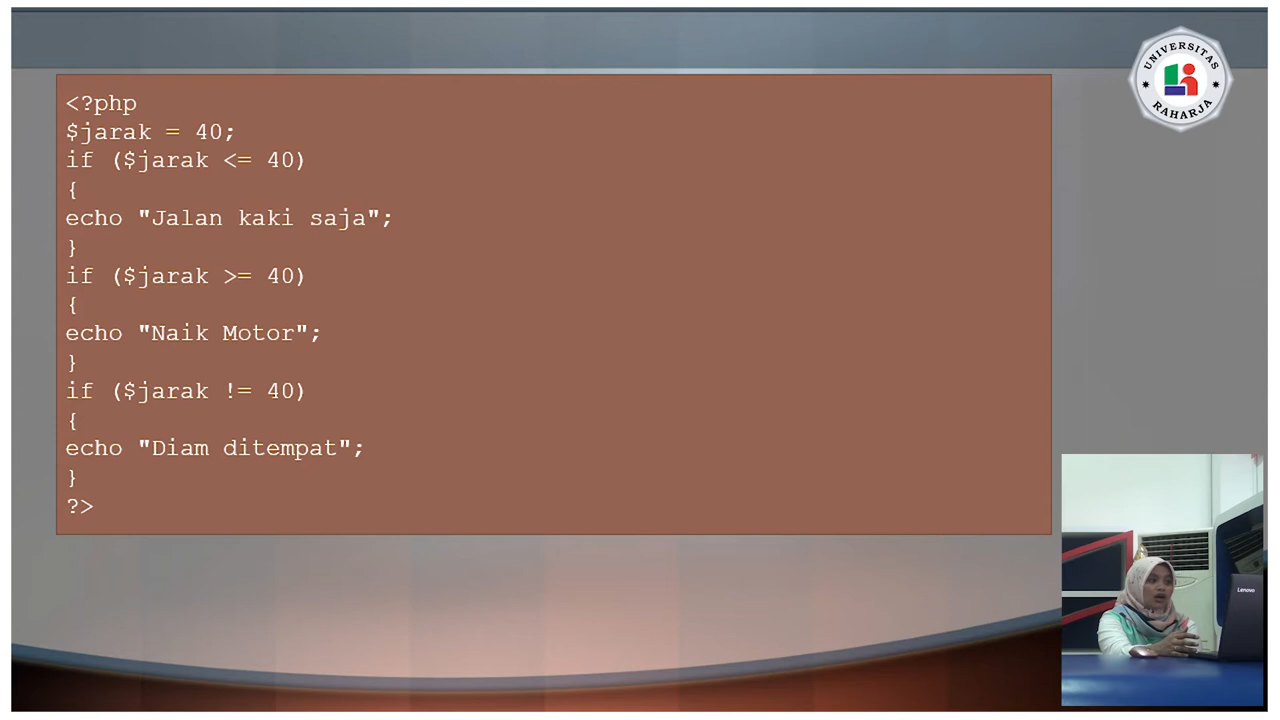 <?php
$jarak = 40;
if ($jarak <= 40)
{
echo "Jalan kaki saja";
}
if ($jarak >= 40)
{
echo "Naik Motor";
}
if ($jarak != 40)
{
echo "Diam ditempat";
}
?>
UNIVERSITAS
RAHARJA
Lenovo